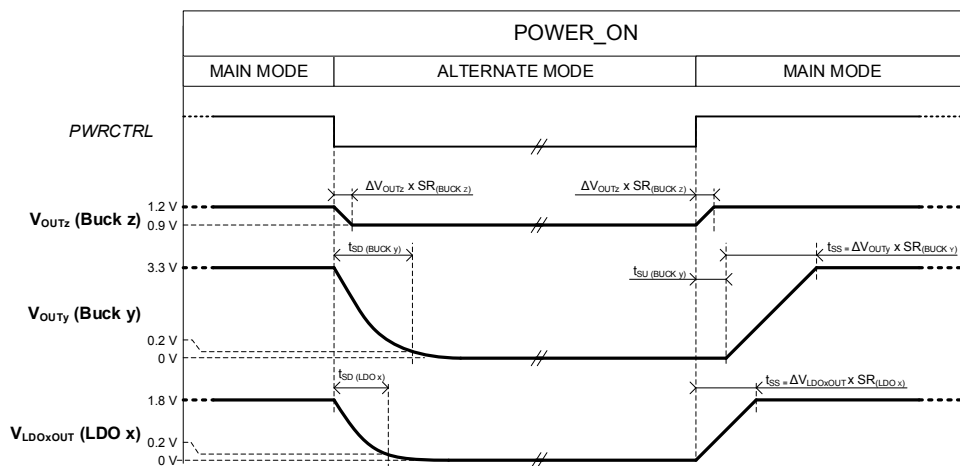 POWER_ON
MAIN MODE ALTERNATE MODE MAIN MODE
PWRCTRL
ΔVOUTz x SR(BUCK z) ΔVOUTz x SR(BUCK z)
1.2 V
VOUTz (Buck z)
0.9 V
tSD (BUCK y) tSS = ΔVOUTy x SR(BUCK Y)
3.3 V
tSU (BUCK y)
VOUTy (Buck y)
0.2 V
0 V
tSD (LDO x) tSS = ΔVLDOxOUT x SR(LDO x)
1.8 V
VLDOxOUT (LDO x)
0.2 V
0 V